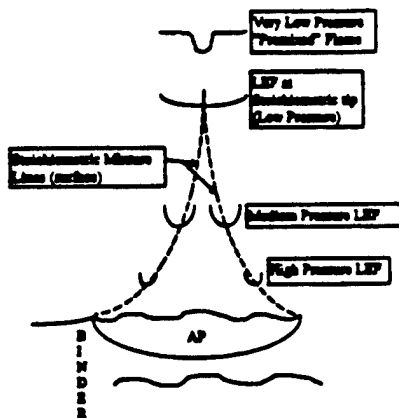 Very Low Pressure
"Premixed" Flame
LEF at
Stoichiometric tip
(Low Pressure)
Stoichiometric Mixture
Lines (surface)
Medium Pressure LEF
High Pressure LEF
AP
B
I
N
D
E
R